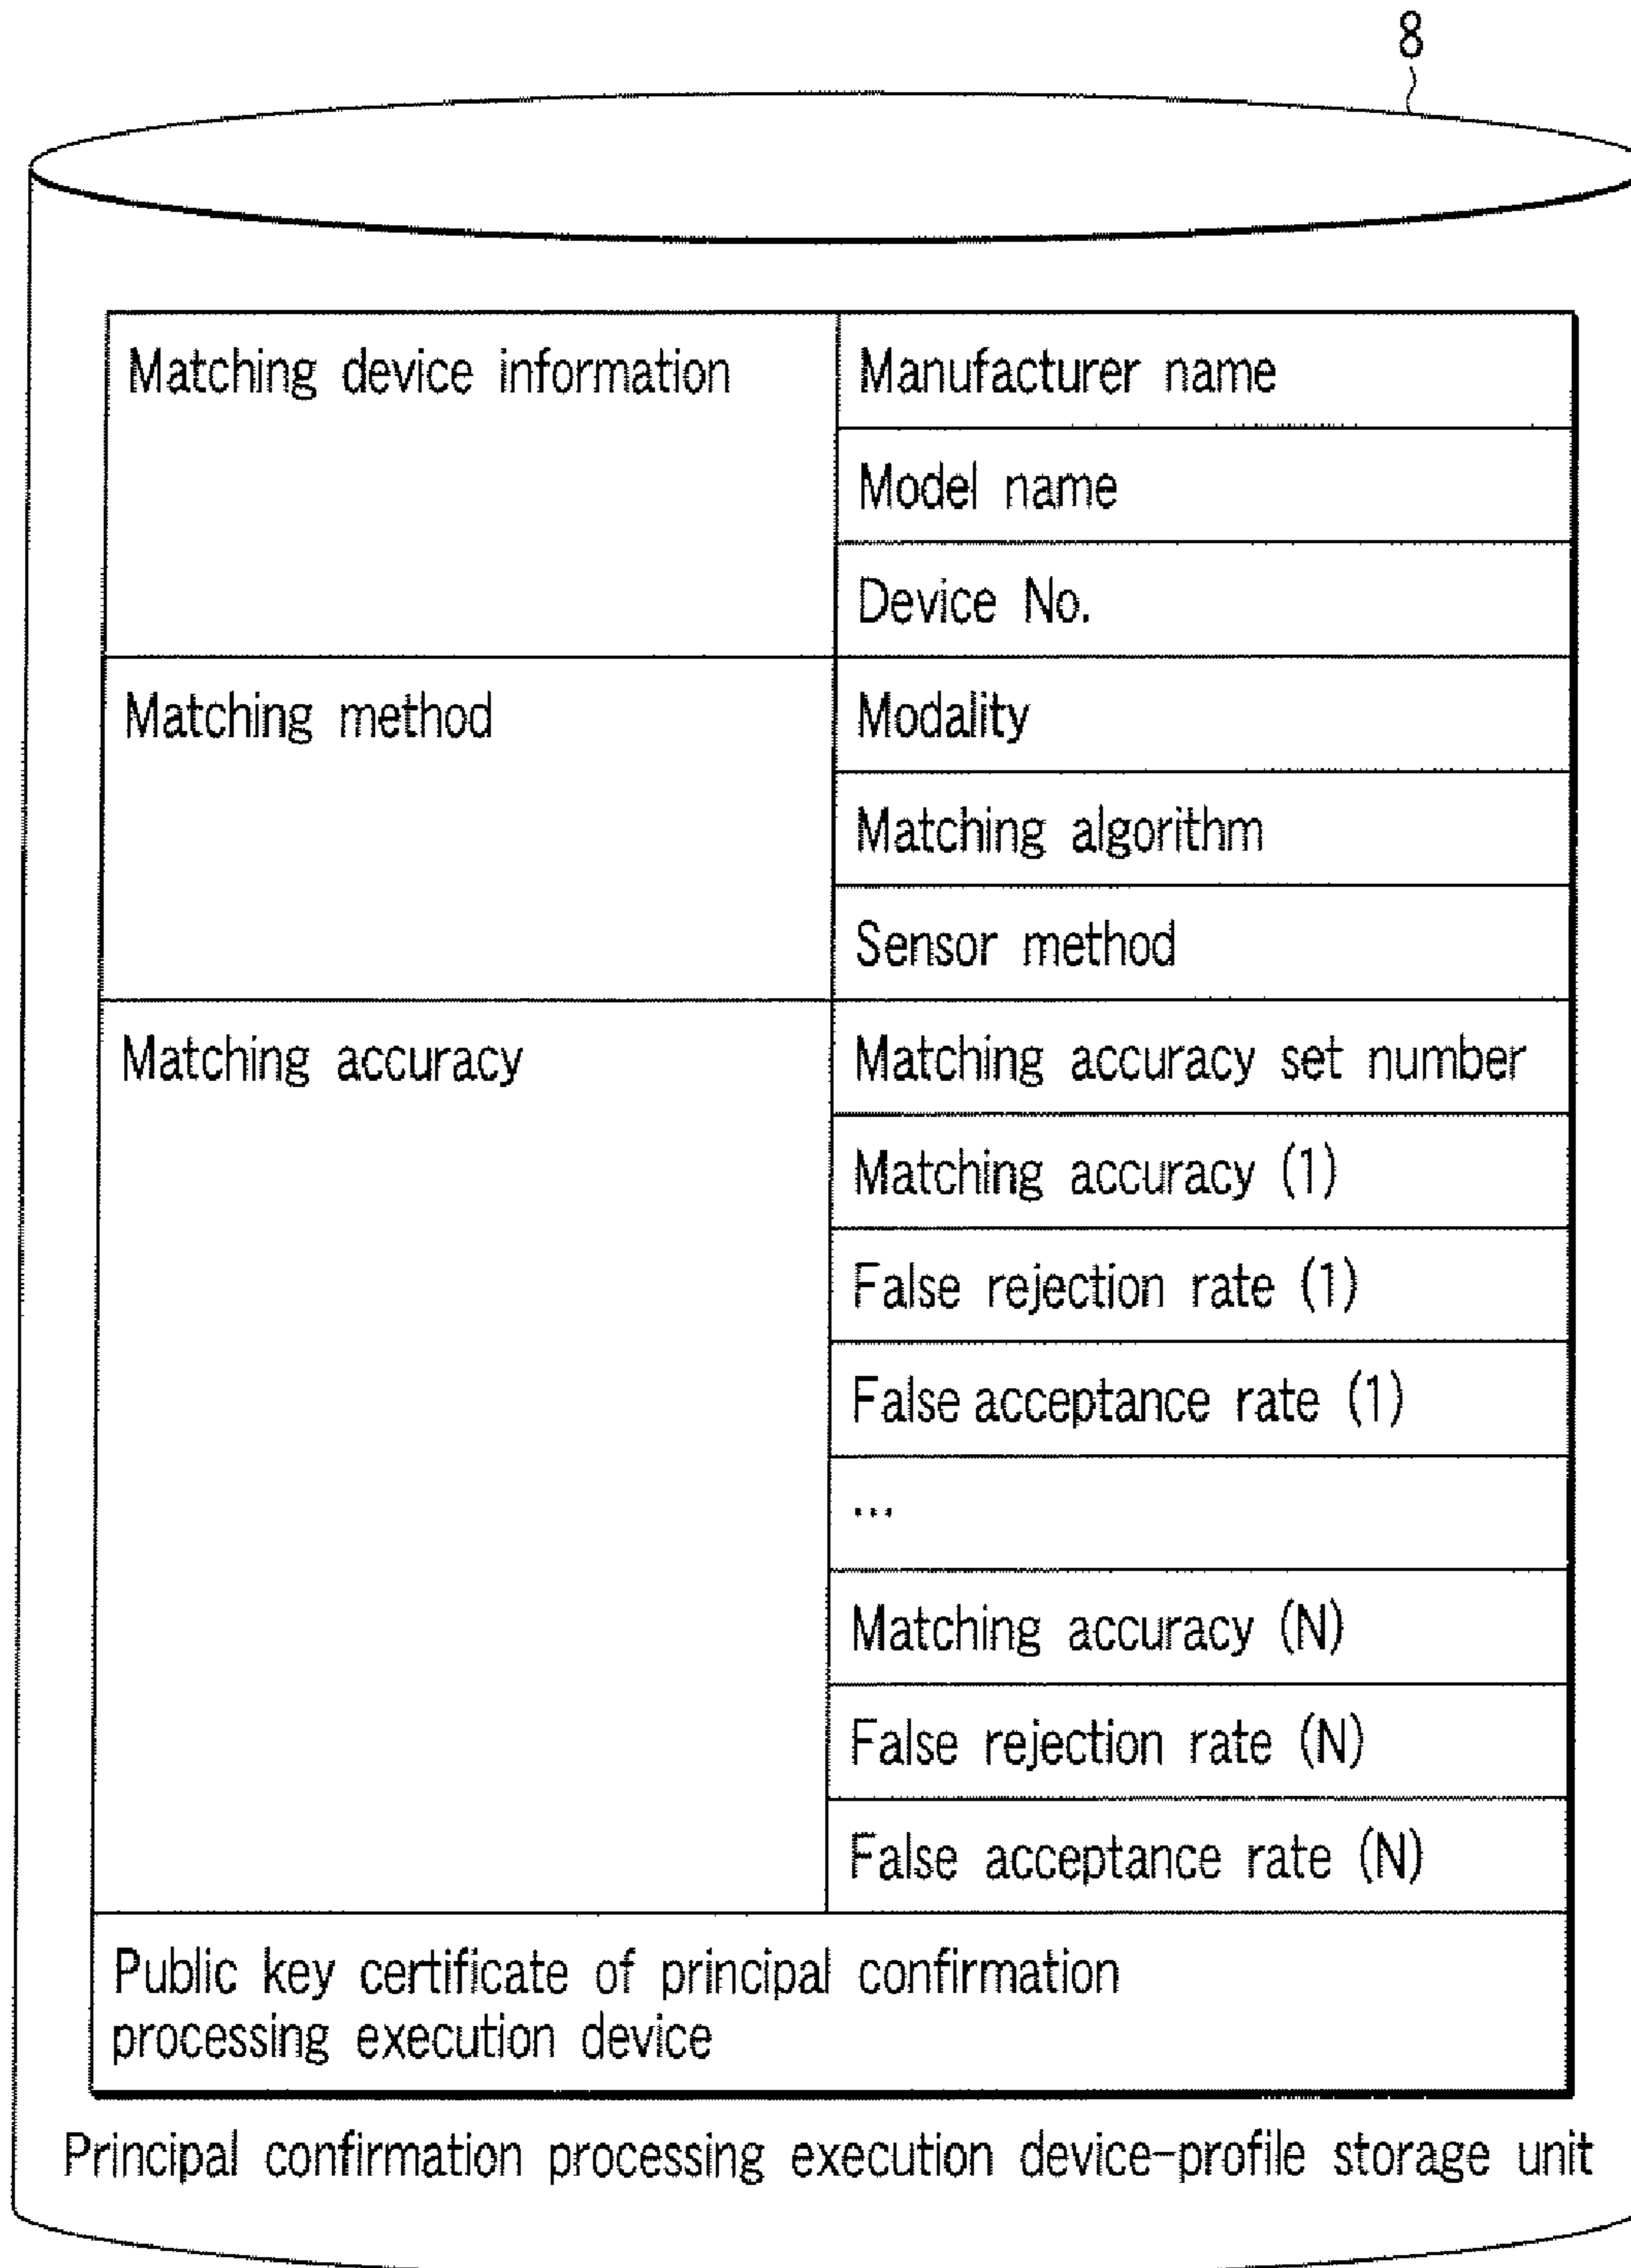 8
Matching device information
Manufacturer name
Model name
Device No.
Matching method
Modality
Matching algorithm
Sensor method
Matching accuracy
Matching accuracy set number
Matching accuracy (1)
False rejection rate (1)
False acceptance rate (1)
...
Matching accuracy (N)
False rejection rate (N)
False acceptance rate (N)
Public key certificate of principal confirmation
processing execution device
Principal confirmation processing execution device-profile storage unit